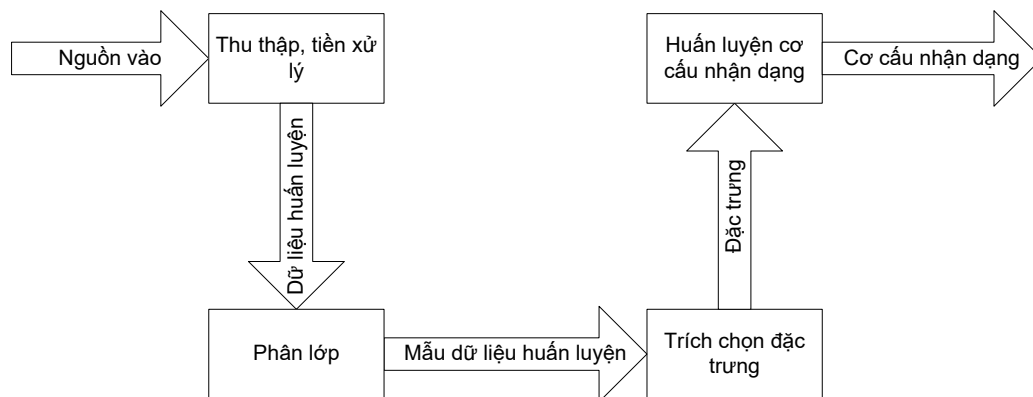 Nguồn vào
Thu thập, tiền xử
lý
Dữ liệu huấn luyện
Phân lớp
Mẫu dữ liệu huấn luyện
Trích chọn đặc
trưng
Đặc trưng
Huấn luyện cơ
cấu nhận dạng
Cơ cấu nhận dạng